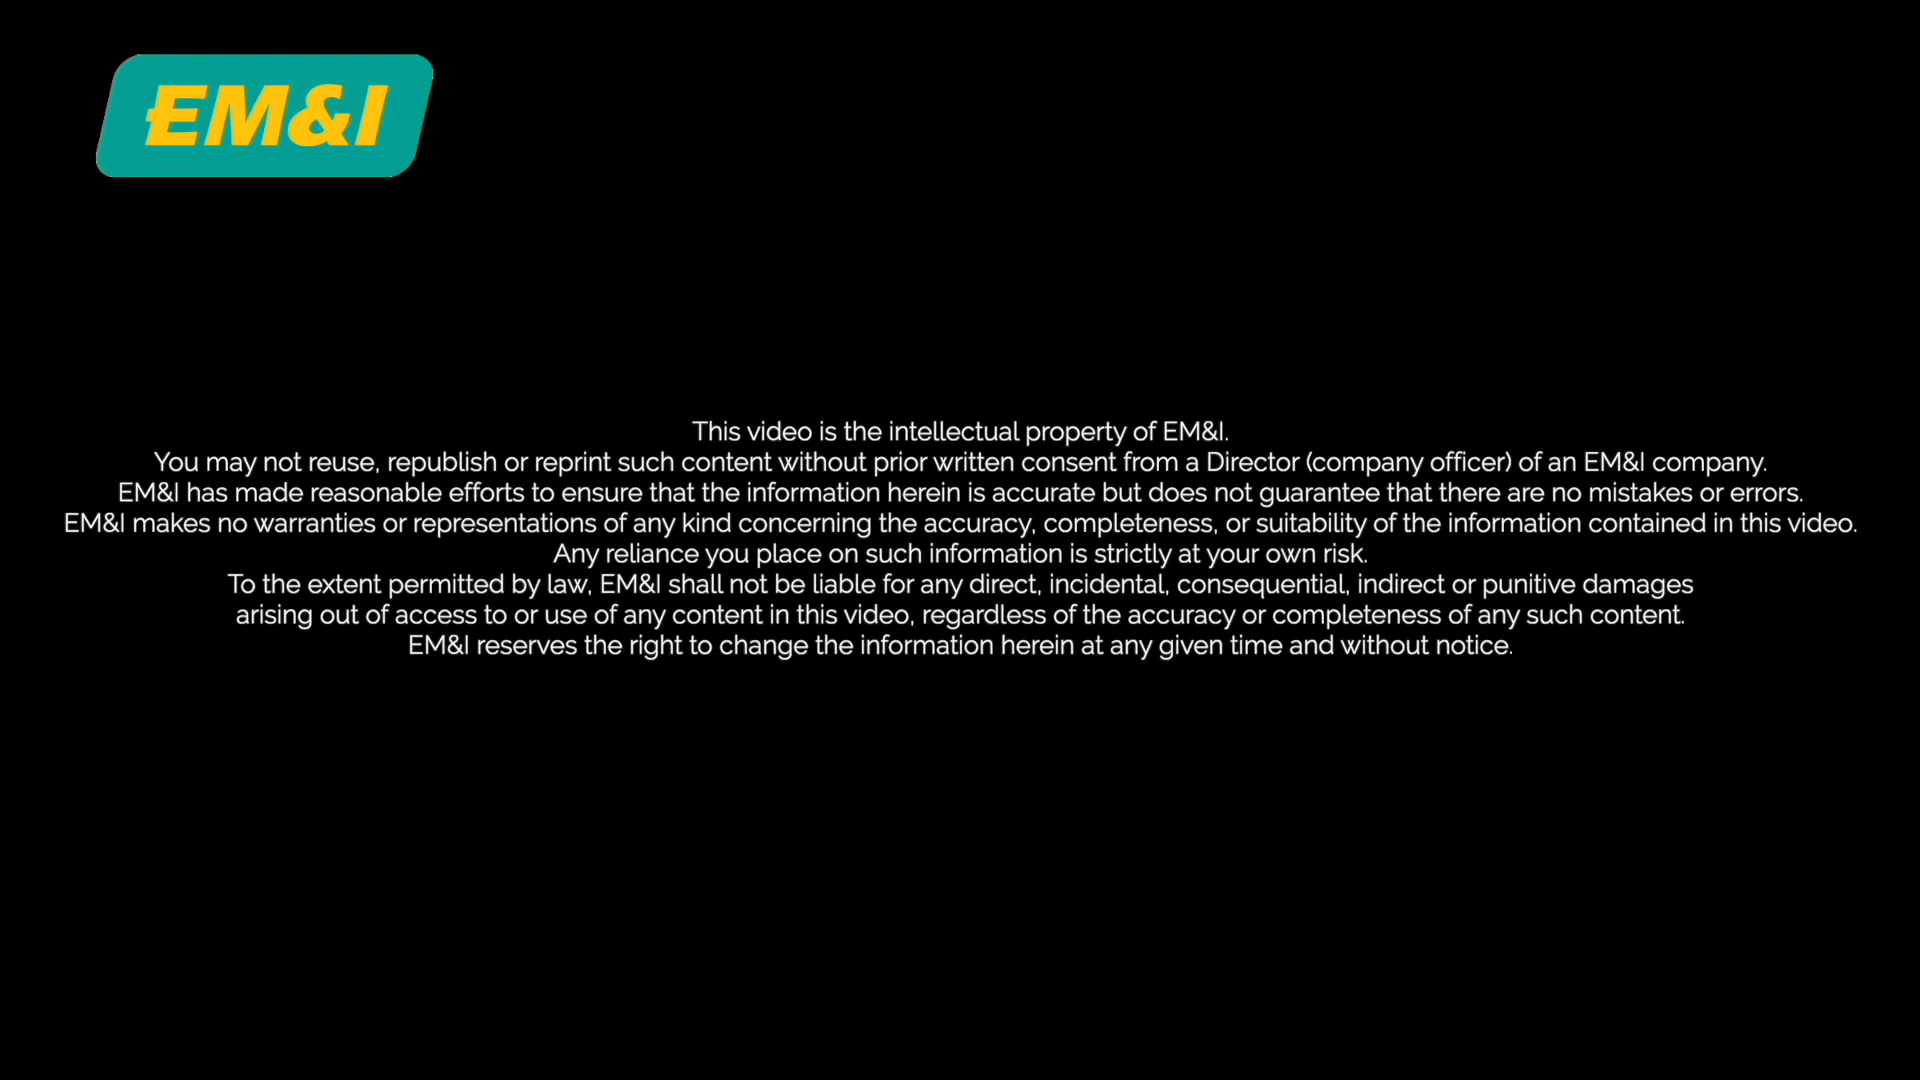 EM&I
This video is the intellectual property of EM&I.
You may not reuse, republish or reprint such content without prior written consent from a Director (company officer) of an EM&I company.
EM&I has made reasonable efforts to ensure that the information herein is accurate but does not guarantee that there are no mistakes or errors.
EM&I makes no warranties or representations of any kind concerning the accuracy, completeness, or suitability of the information contained in this video.
Any reliance you place on such information is strictly at your own risk.
To the extent permitted by law, EM&I shall not be liable for any direct, incidental, consequential, indirect or punitive damages
arising out of access to or use of any content in this video, regardless of the accuracy or completeness of any such content.
EM&I reserves the right to change the information herein at any given time and without notice.